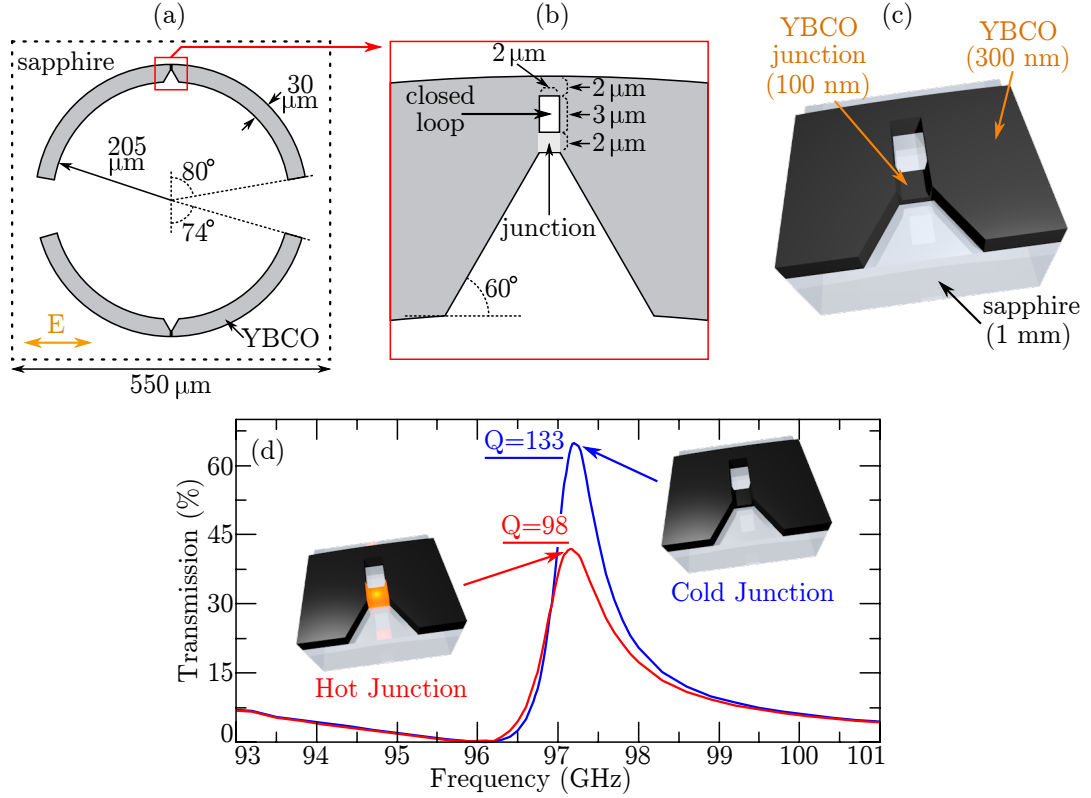 (a)
sapphire
30
μm
205
μm
80°
74°
E
YBCO
550 μm
(b)
2 μm
closed
loop
2 μm
3 μm
2 μm
junction
60°
(c)
YBCO
junction
(100 nm)
YBCO
(300 nm)
sapphire
(1 mm)
(d)
Q=133
Q=98
Cold Junction
Hot Junction
Transmission (%)
60
45
30
15
0
93 94 95 96 97 98 99 100 101
Frequency (GHz)